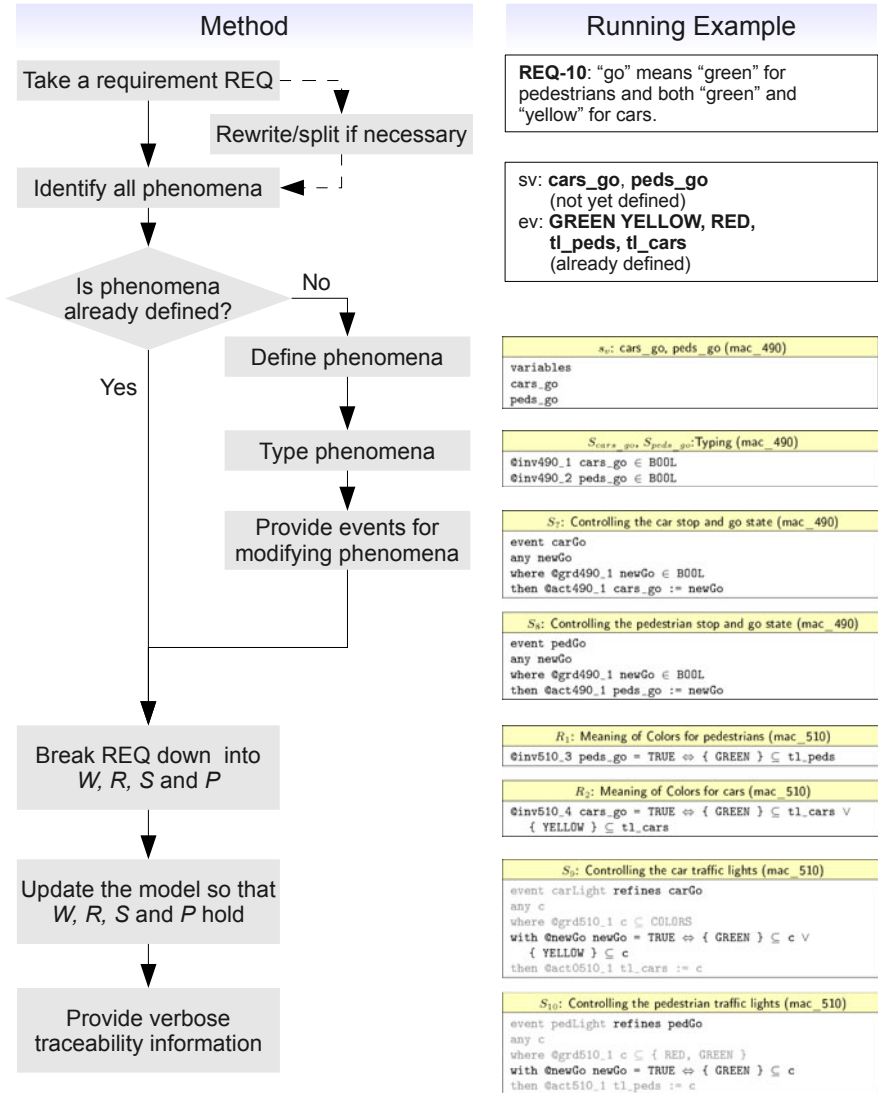 Method
Take a requirement REQ
Rewrite/split if necessary
Identify all phenomena
Is phenomena
already defined?
No
Yes
Define phenomena
Type phenomena
Provide events for
modifying phenomena
Break REQ down into
W, R, S and P
Update the model so that
W, R, S and P hold
Provide verbose
traceability information
Running Example
REQ-10: “go” means “green” for
pedestrians and both “green” and
“yellow” for cars.
sv: cars_go, peds_go
(not yet defined)
ev: GREEN YELLOW, RED,
tl_peds, tl_cars
(already defined)
sᵥ: cars_go, peds_go (mac_490)
variables
cars_go
peds_go
S_cars_go, S_peds_go:Typing (mac_490)
@inv490_1 cars_go ∈ BOOL
@inv490_2 peds_go ∈ BOOL
S₇: Controlling the car stop and go state (mac_490)
event carGo
any newGo
where @grd490_1 newGo ∈ BOOL
then @act490_1 cars_go := newGo
S₈: Controlling the pedestrian stop and go state (mac_490)
event pedGo
any newGo
where @grd490_1 newGo ∈ BOOL
then @act490_1 peds_go := newGo
R₁: Meaning of Colors for pedestrians (mac_510)
@inv510_3 peds_go = TRUE ⇔ { GREEN } ⊆ tl_peds
R₂: Meaning of Colors for cars (mac_510)
@inv510_4 cars_go = TRUE ⇔ { GREEN } ⊆ tl_cars ∨
{ YELLOW } ⊆ tl_cars
S₉: Controlling the car traffic lights (mac_510)
event carLight refines carGo
any c
where @grd510_1 c ⊆ COLORS
with @newGo newGo = TRUE ⇔ { GREEN } ⊆ c ∨
{ YELLOW } ⊆ c
then @act0510_1 tl_cars := c
S₁₀: Controlling the pedestrian traffic lights (mac_510)
event pedLight refines pedGo
any c
where @grd510_1 c ⊆ { RED, GREEN }
with @newGo newGo = TRUE ⇔ { GREEN } ⊆ c
then @act510_1 tl_peds := c